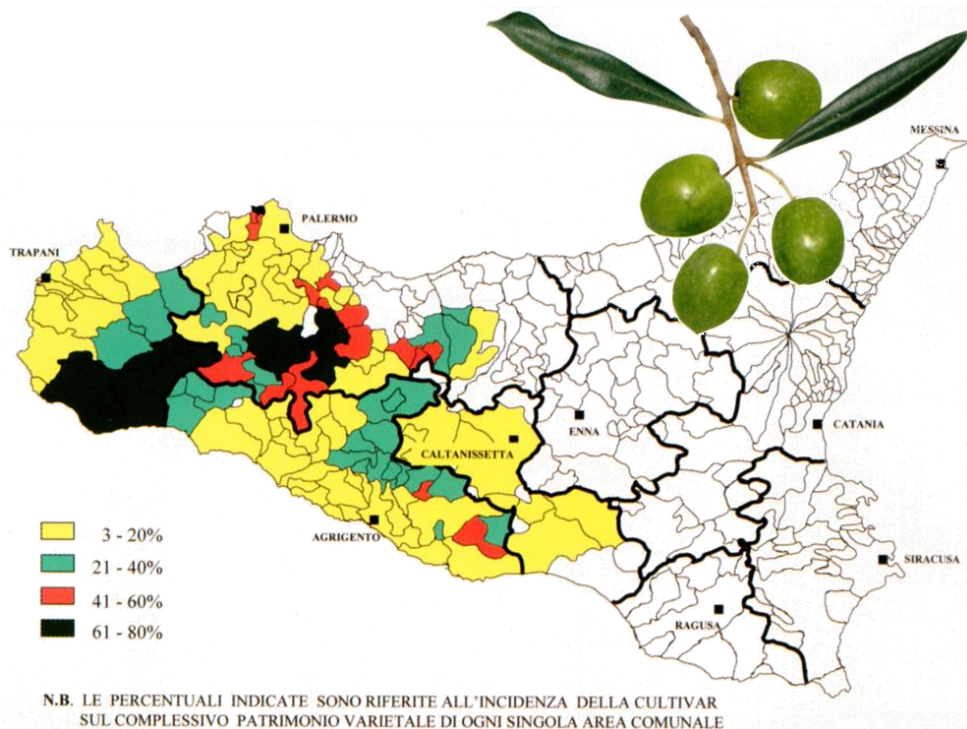 MESSINA
PALERMO
TRAPANI
ENNA
CATANIA
CALTANISSETTA
AGRIGENTO
SIRACUSA
RAGUSA
3 - 20%
21 - 40%
41 - 60%
61 - 80%
N.B. LE PERCENTUALI INDICATE SONO RIFERITE ALL'INCIDENZA DELLA CULTIVAR
SUL COMPLESSIVO PATRIMONIO VARIETALE DI OGNI SINGOLA AREA COMUNALE